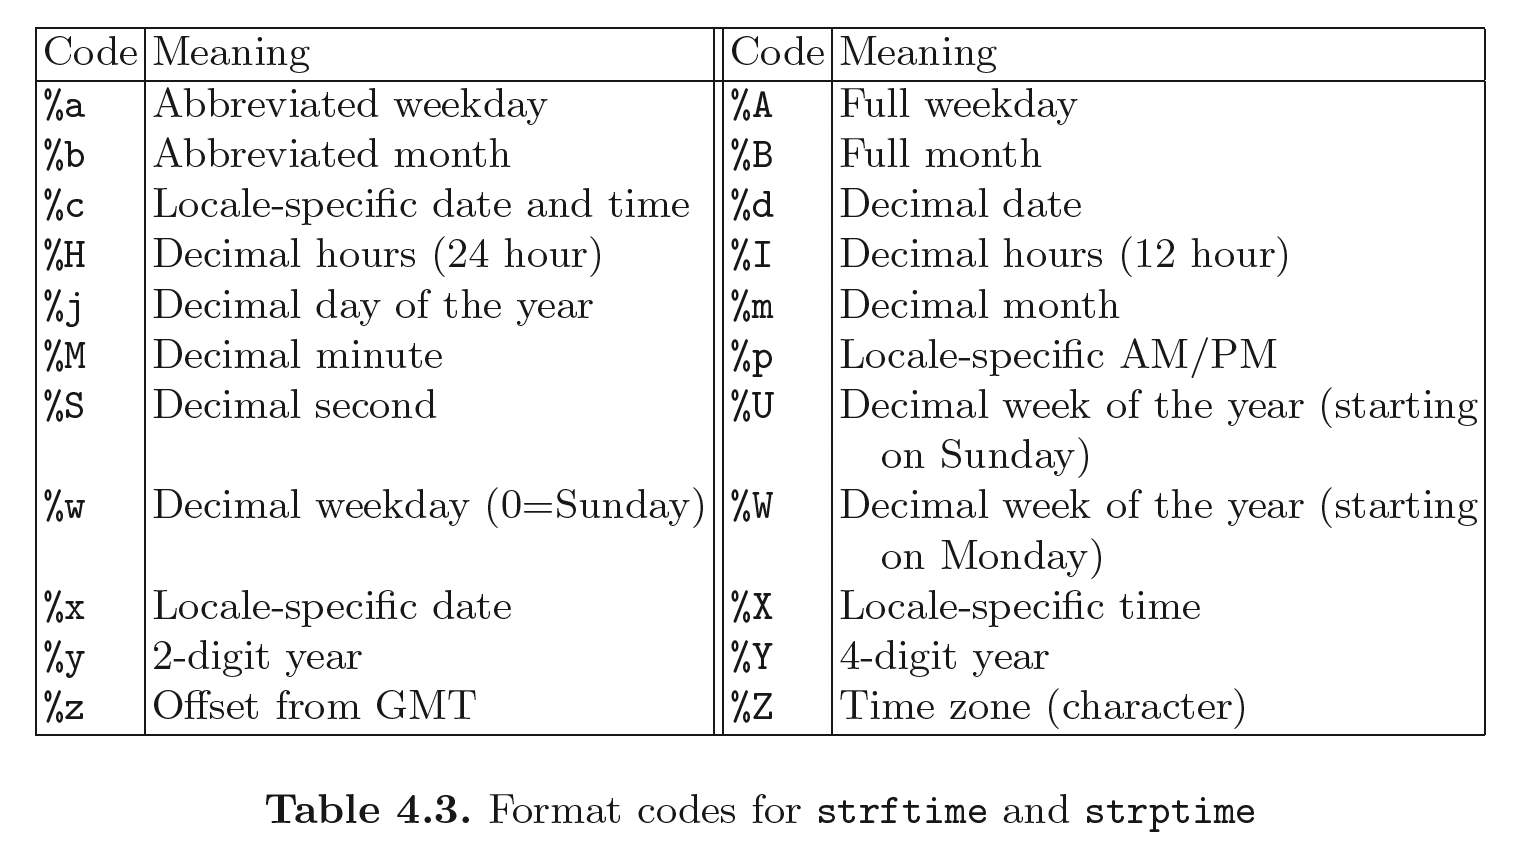 Code Meaning Code Meaning
%a Abbreviated weekday %A Full weekday
%b Abbreviated month %B Full month
%c Locale-specific date and time %d Decimal date
%H Decimal hours (24 hour) %I Decimal hours (12 hour)
%j Decimal day of the year %m Decimal month
%M Decimal minute %p Locale-specific AM/PM
%S Decimal second %U Decimal week of the year (starting
on Sunday)
%w Decimal weekday (0=Sunday) %W Decimal week of the year (starting
on Monday)
%x Locale-specific date %X Locale-specific time
%y 2-digit year %Y 4-digit year
%z Offset from GMT %Z Time zone (character)
Table 4.3. Format codes for strftime and strptime